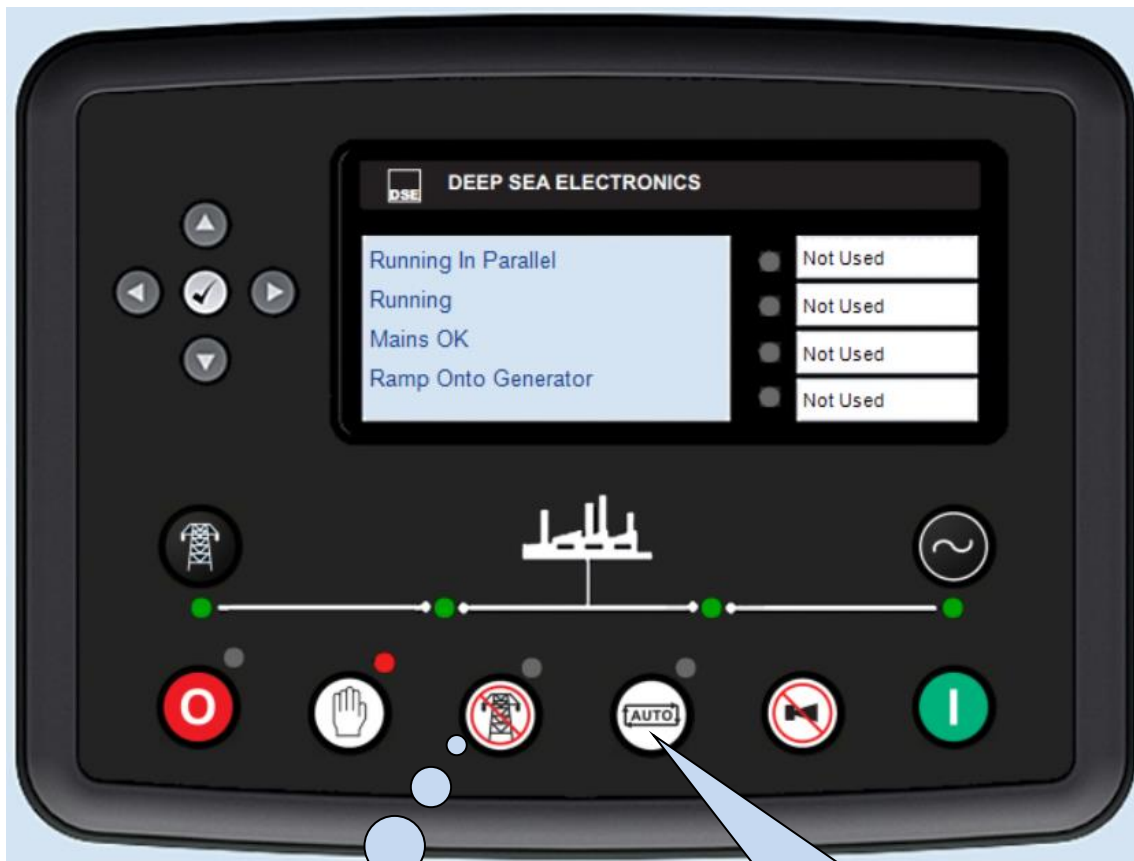 DSE
DEEP SEA ELECTRONICS
Running In Parallel
Running
Mains OK
Ramp Onto Generator
Not Used
Not Used
Not Used
Not Used
O
AUTO
I